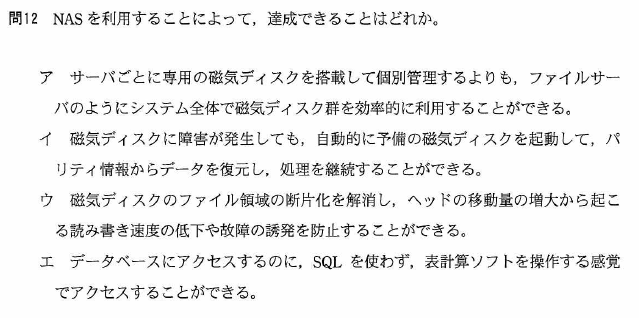 問12 NAS を利用することによって，達成できることはどれか。
ア サーバごとに専用の磁気ディスクを搭載して個別管理するよりも，ファイルサー
バのようにシステム全体で磁気ディスク群を効率的に利用することができる。
イ 磁気ディスクに障害が発生しても，自動的に予備の磁気ディスクを起動して，パ
リティ情報からデータを復元し，処理を継続することができる。
ウ 磁気ディスクのファイル領域の断片化を解消し，ヘッドの移動量の増大から起こ
る読み書き速度の低下や故障の誘発を防止することができる。
エ データベースにアクセスするのに，SQL を使わず，表計算ソフトを操作する感覚
でアクセスすることができる。